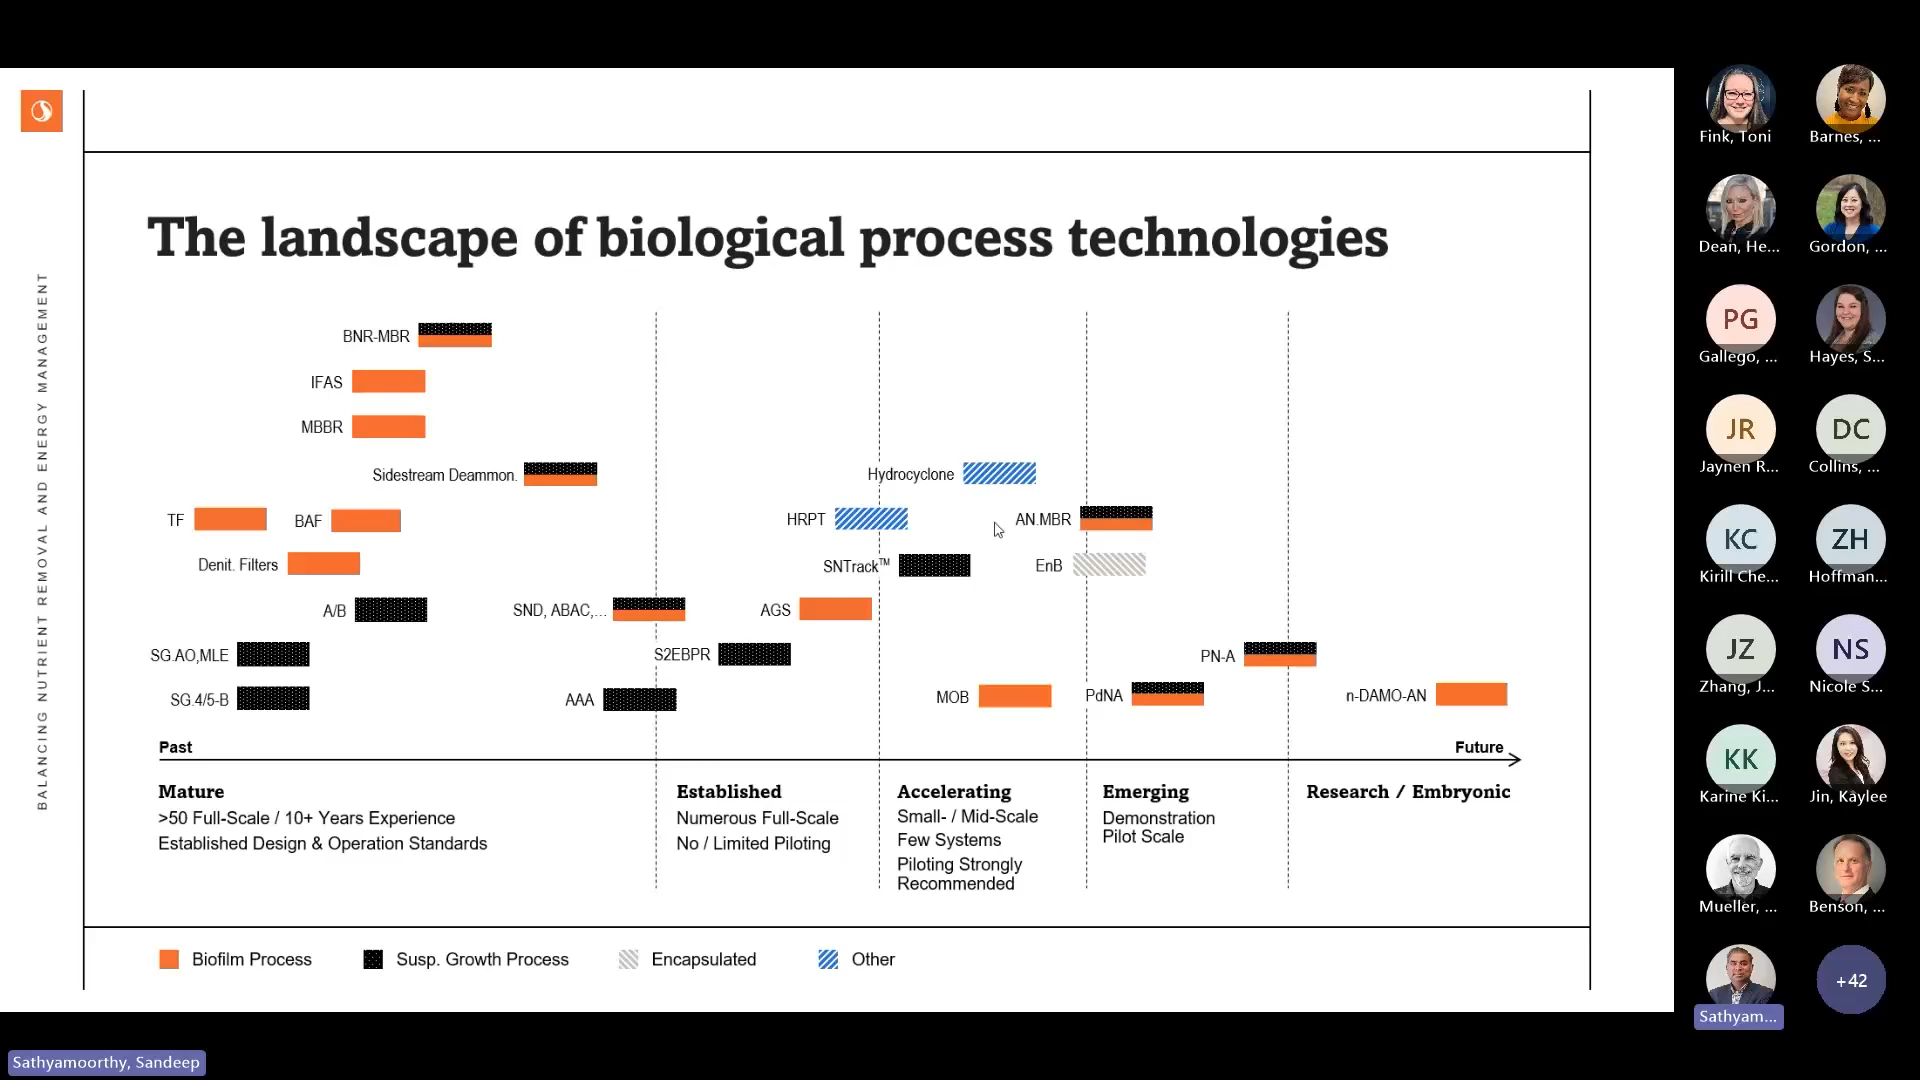 BALANCING NUTRIENT REMOVAL AND ENERGY MANAGEMENT
The landscape of biological process technologies
BNR-MBR
IFAS
MBBR
Sidestream Deammon.
Hydrocyclone
TF
BAF
HRPT
AN.MBR
Denit. Filters
SNTrack™
EnB
A/B
SND, ABAC,...
AGS
SG.AO,MLE
S2EBPR
PN-A
SG.4/5-B
AAA
MOB
PdNA
n-DAMO-AN
Past
Future
Mature
>50 Full-Scale / 10+ Years Experience
Established Design & Operation Standards
Established
Numerous Full-Scale
No / Limited Piloting
Accelerating
Small- / Mid-Scale
Few Systems
Piloting Strongly
Recommended
Emerging
Demonstration
Pilot Scale
Research / Embryonic
Biofilm Process
Susp. Growth Process
Encapsulated
Other
Fink, Toni
Barnes, ...
Dean, He...
Gordon, ...
PG
Gallego, ...
Hayes, S...
JR
Jaynen R...
DC
Collins, ...
KC
Kirill Che...
ZH
Hoffman...
JZ
Zhang, J...
NS
Nicole S...
KK
Karine Ki...
Jin, Kaylee
Mueller, ...
Benson, ...
Sathyam...
+42
Sathyamoorthy, Sandeep